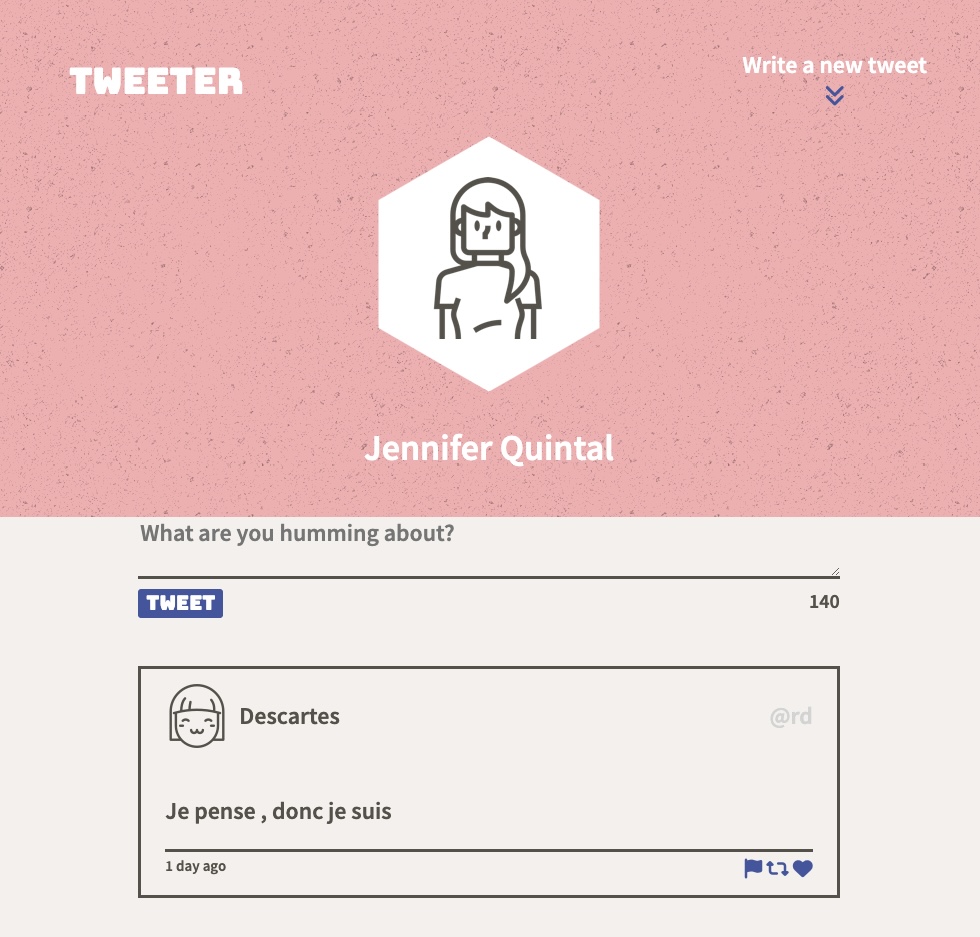 TWEETER
Write a new tweet
Jennifer Quintal
What are you humming about?
TWEET
140
Descartes
@rd
Je pense , donc je suis
1 day ago